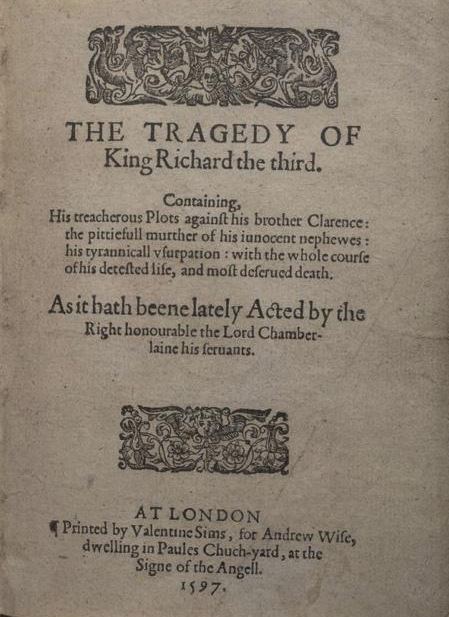 THE TRAGEDY OF
King Richard the third.
Containing,
His treacherous Plots againſt his brother Clarence:
the pittiefull murther of his iunocent nephewes:
his tyrannicall vſurpation: with the whole courſe
of his deteſted life, and moſt deſerued death.
As it hath beene lately Acted by the
Right honourable the Lord Chamber-
laine his ſeruants.
AT LONDON
¶ Printed by Valentine Sims, for Andrew Wiſe,
dwelling in Paules Chuch-yard, at the
Signe of the Angell.
1597.